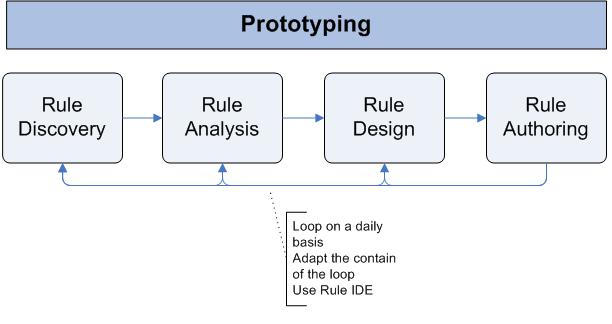 Prototyping
Rule
Discovery
Rule
Analysis
Rule
Design
Rule
Authoring
Loop on a daily
basis
Adapt the contain
of the loop
Use Rule IDE